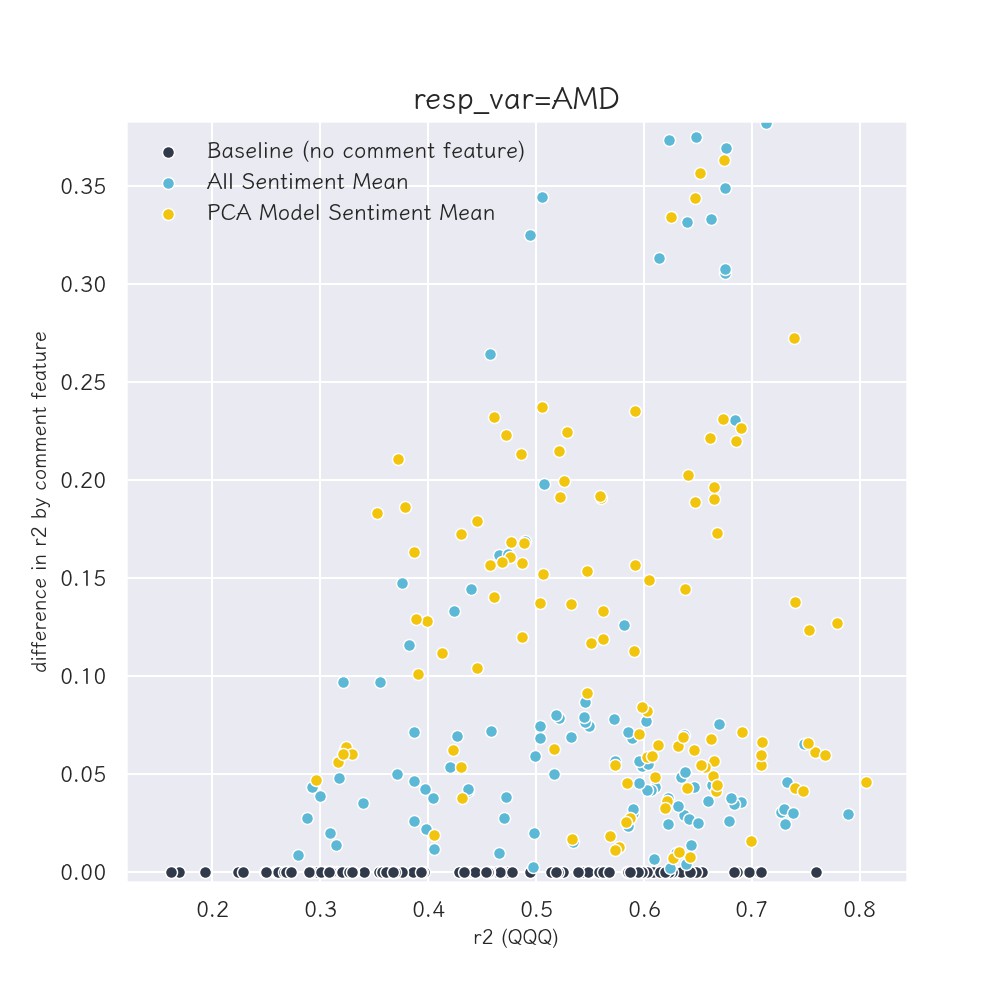 resp_var=AMD
Baseline (no comment feature)
All Sentiment Mean
PCA Model Sentiment Mean
difference in r2 by comment feature
0.35
0.30
0.25
0.20
0.15
0.10
0.05
0.00
0.2 0.3 0.4 0.5 0.6 0.7 0.8
r2 (QQQ)